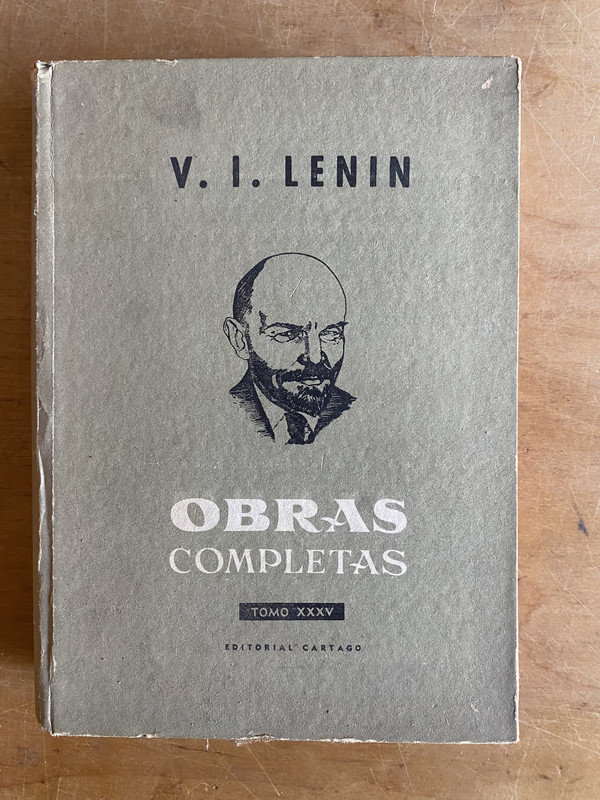 V. I. LENIN
OBRAS
COMPLETAS
TOMO XXXV
EDITORIAL CARTAGO